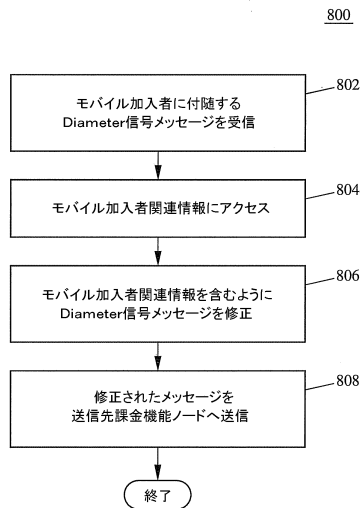 800
802
モバイル加入者に付随する
Diameter信号メッセージを受信
804
モバイル加入者関連情報にアクセス
806
モバイル加入者関連情報を含むように
Diameter信号メッセージを修正
808
修正されたメッセージを
送信先課金機能ノードへ送信
終了